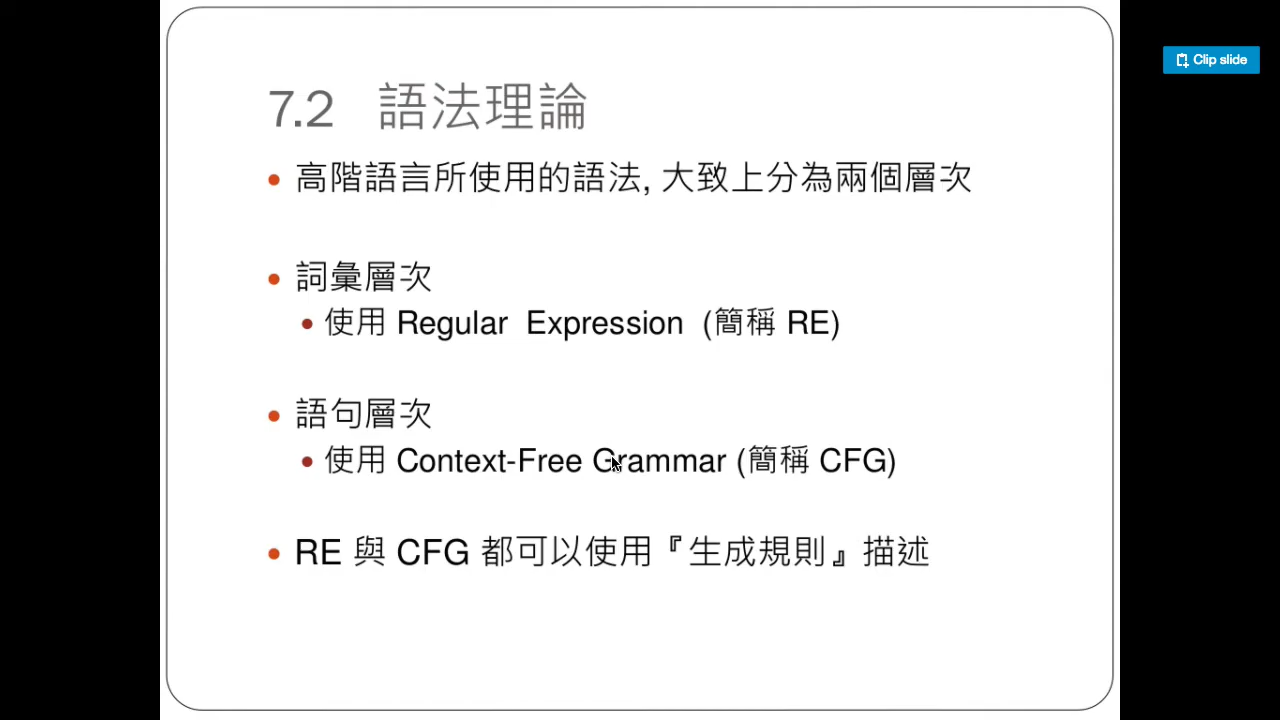 Clip slide
7.2 語法理論
• 高階語言所使用的語法, 大致上分為兩個層次
• 詞彙層次
• 使用 Regular Expression (簡稱 RE)
• 語句層次
• 使用 Context-Free Grammar (簡稱 CFG)
• RE 與 CFG 都可以使用『生成規則』描述